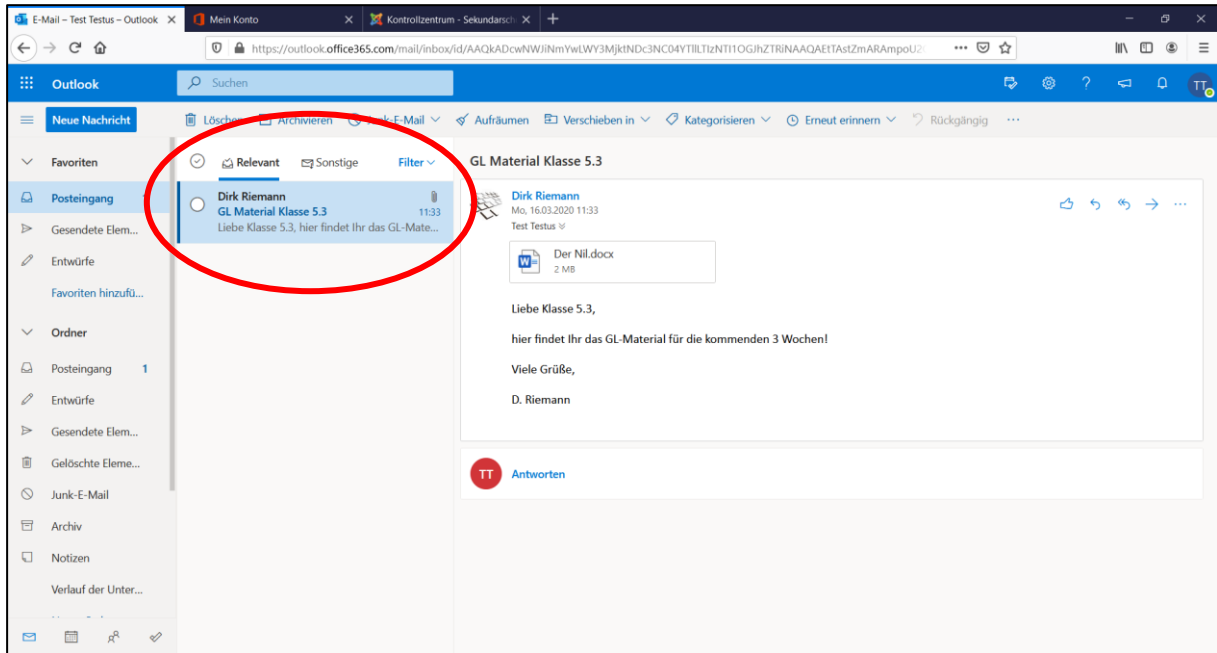 E-Mail – Test Testus – Outlook
Mein Konto
Kontrollzentrum - Sekundarsch
https://outlook.office365.com/mail/inbox/
Outlook
Suchen
TT
Neue Nachricht
Löschen Archivieren Junk-E-Mail Aufräumen Verschieben in Kategorisieren Erneut erinnern Rückgängig
Favoriten
Relevant Sonstige Filter
GL Material Klasse 5.3
Posteingang
Dirk Riemann
GL Material Klasse 5.3 11:33
Liebe Klasse 5.3, hier findet Ihr das GL-Mate...
Dirk Riemann
Mo, 16.03.2020 11:33
Test Testus
Gesendete Elem...
Der Nil.docx
2 MB
Entwürfe
Favoriten hinzufü...
Liebe Klasse 5.3,
Ordner
hier findet Ihr das GL-Material für die kommenden 3 Wochen!
Posteingang 1
Viele Grüße,
Entwürfe
D. Riemann
Gesendete Elem...
Gelöschte Eleme...
TT Antworten
Junk-E-Mail
Archiv
Notizen
Verlauf der Unter...